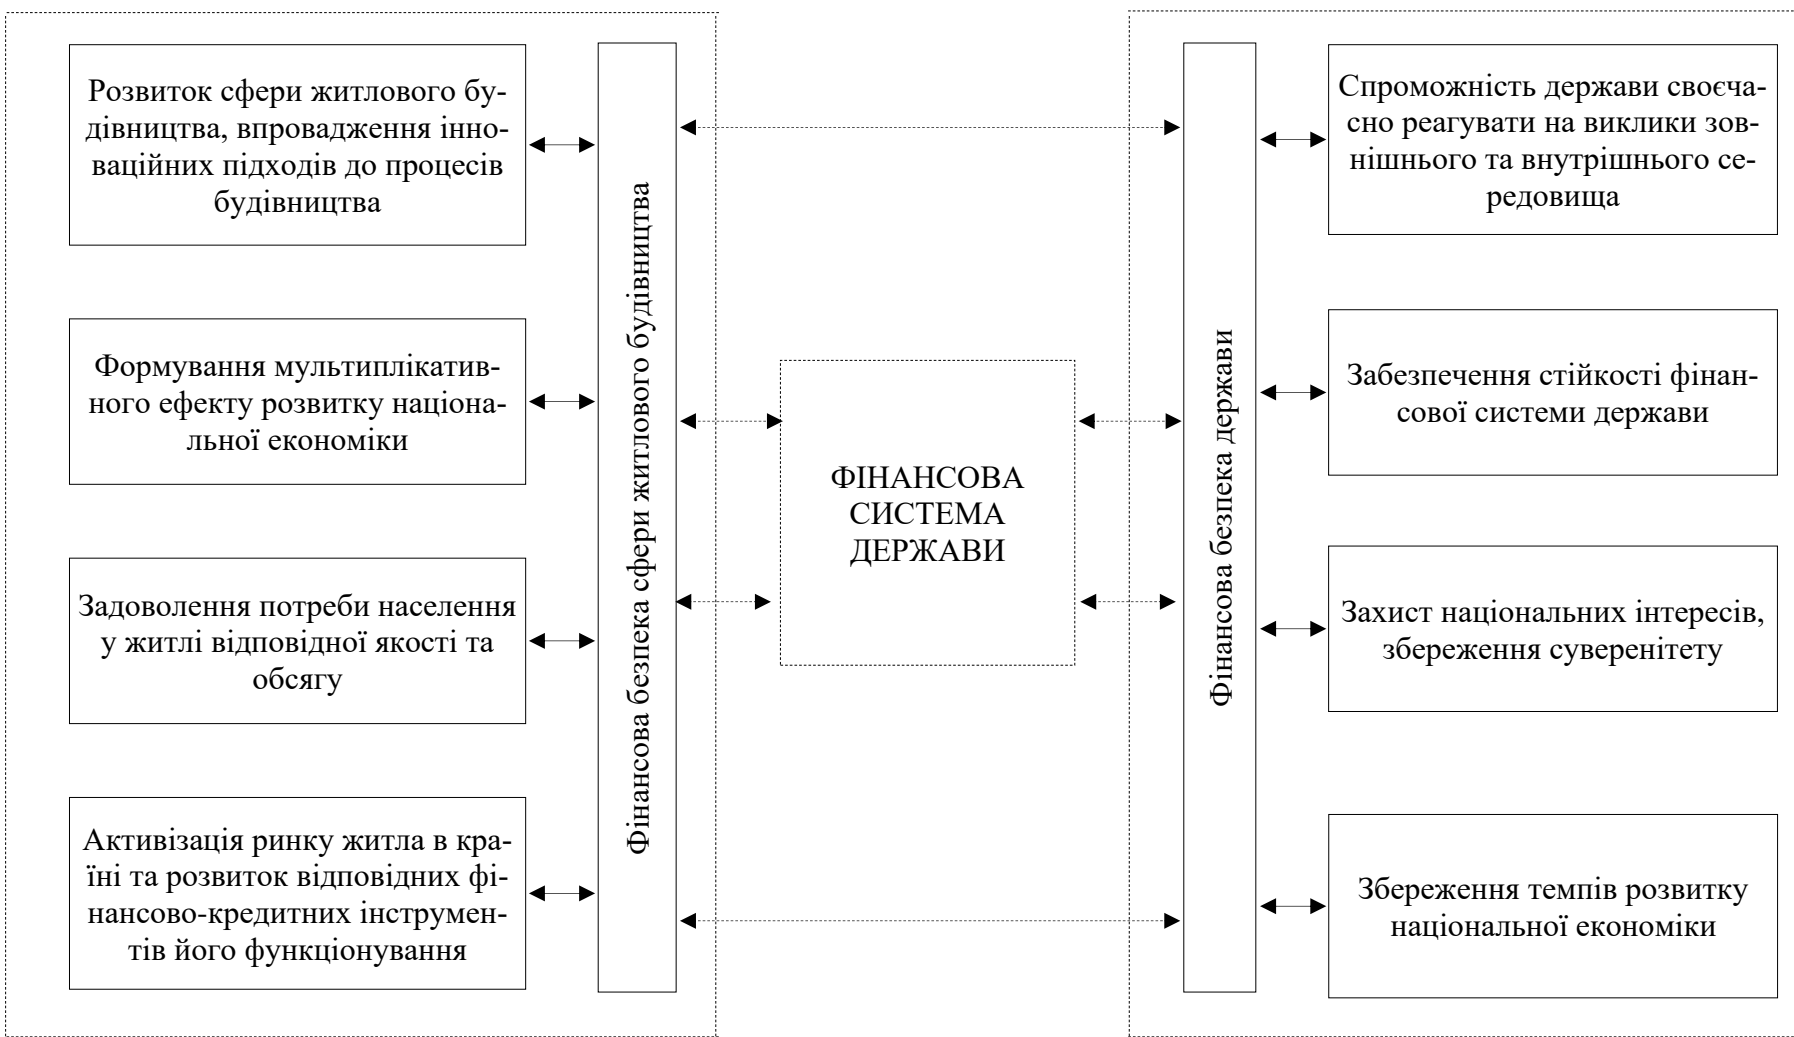 Розвиток сфери житлового бу-
дівництва, впровадження інно-
ваційних підходів до процесів
будівництва
Формування мультиплікатив-
ного ефекту розвитку націона-
льної економіки
Задоволення потреби населення
у житлі відповідної якості та
обсягу
Активізація ринку житла в кра-
їні та розвиток відповідних фі-
нансово-кредитних інструмен-
тів його функціонування
Фінансова безпека сфери житлового будівництва
ФІНАНСОВА
СИСТЕМА
ДЕРЖАВИ
Фінансова безпека держави
Спроможність держави своєча-
сно реагувати на виклики зов-
нішнього та внутрішнього се-
редовища
Забезпечення стійкості фінан-
сової системи держави
Захист національних інтересів,
збереження суверенітету
Збереження темпів розвитку
національної економіки